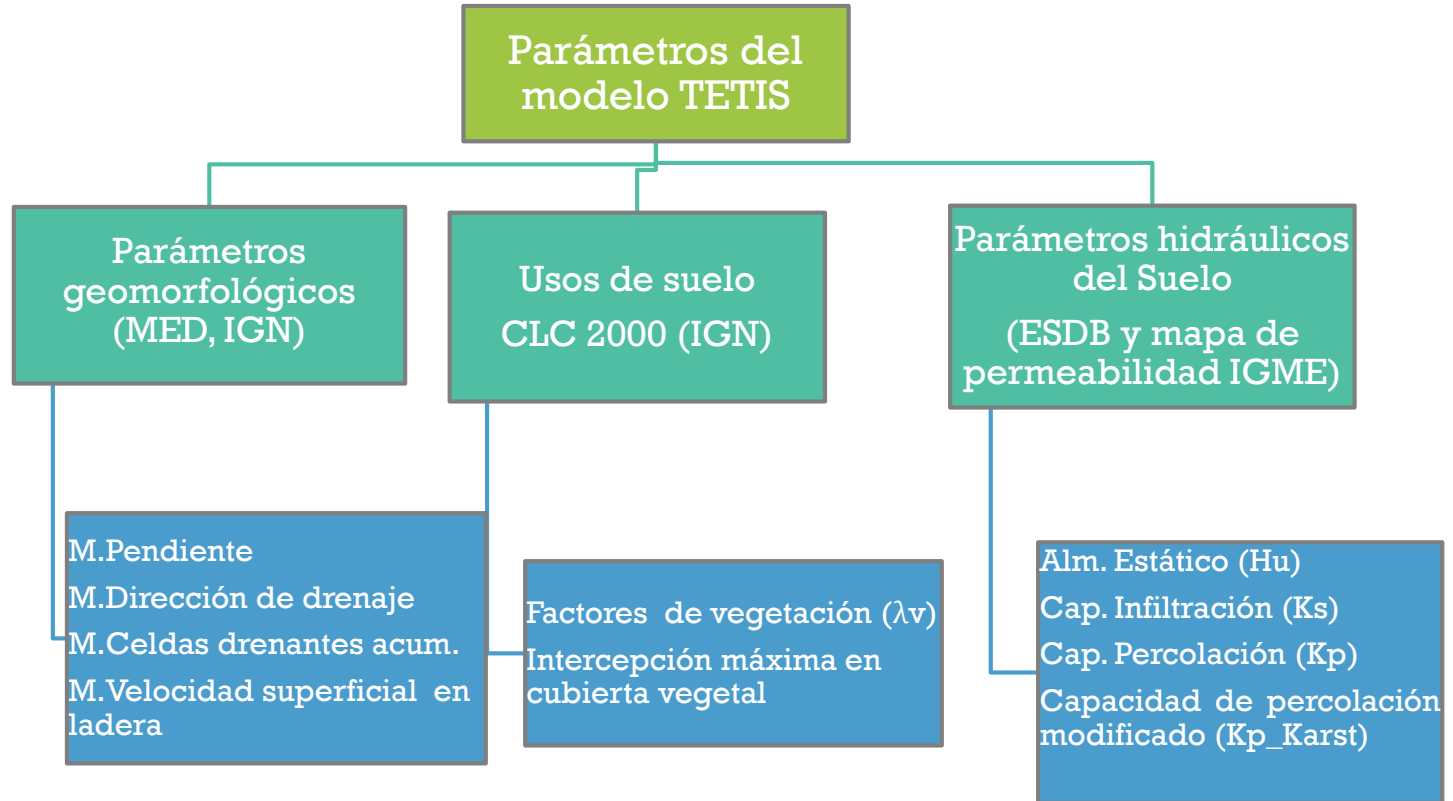 Parámetros del
modelo TETIS
Parámetros
geomorfológicos
(MED, IGN)
Usos de suelo
CLC 2000 (IGN)
Parámetros hidráulicos
del Suelo
(ESDB y mapa de
permeabilidad IGME)
M.Pendiente
M.Dirección de drenaje
M.Celdas drenantes acum.
M.Velocidad superficial en
ladera
Factores de vegetación (λv)
Intercepción máxima en
cubierta vegetal
Alm. Estático (Hu)
Cap. Infiltración (Ks)
Cap. Percolación (Kp)
Capacidad de percolación
modificado (Kp_Karst)